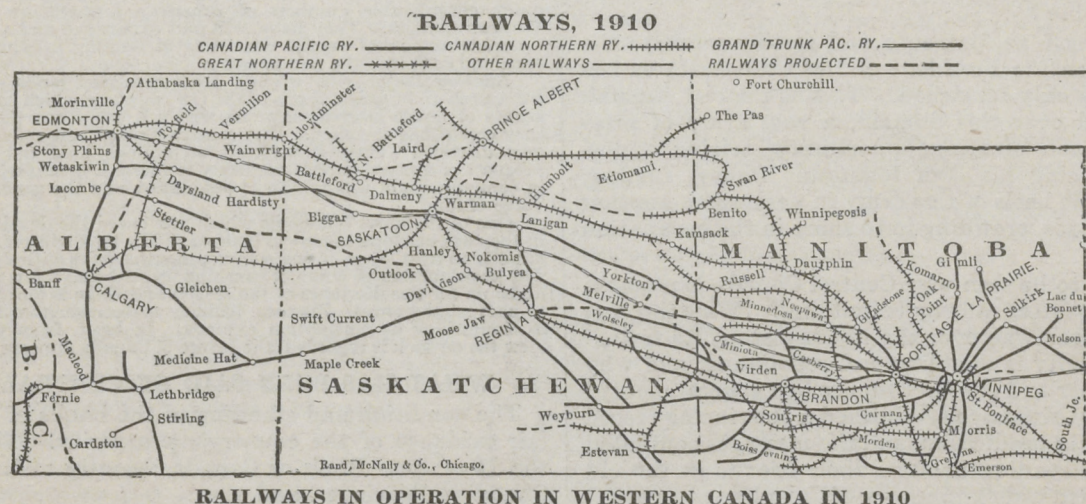 RAILWAYS, 1910
CANADIAN PACIFIC RY. CANADIAN NORTHERN RY. GRAND TRUNK PAC. RY.
GREAT NORTHERN RY. OTHER RAILWAYS RAILWAYS PROJECTED
Athabaska Landing
Fort Churchill
Morinville
EDMONTON
Tofield
Vermilion
Lloydminster
N. Battleford
PRINCE ALBERT
The Pas
Stony Plains
Wainwright
Laird
Wetaskiwin
Battleford
Etiomami
Swan River
Lacombe
Daysland
Hardisty
Dalmeny
Warman
Humbolt
Stettler
Biggar
Lanigan
Benito
Winnipegosis
SASKATOON
Kamsack
ALBERTA
Hanley
MANITOBA
Nokomis
Dauphin
Gimli
Banff
Outlook
Bulyea
Yorkton
Russell
Komarno
CALGARY
Gleichen
Davidson
Melville
Minnedosa
Neepawa
Gladstone
Oak Point
PORTAGE LA PRAIRIE
Selkirk
Lac du Bonnet
Swift Current
Moose Jaw
REGINA
Wolseley
Macleod
Miniota
Carberry
Molson
Medicine Hat
Maple Creek
Virden
B. C.
SASKATCHEWAN
WINNIPEG
Fernie
Lethbridge
BRANDON
St. Boniface
Stirling
Weyburn
Souris
Carman
Cardston
Morris
South Jc.
Estevan
Boissevain
Morden
Gretna
Emerson
Rand, McNally & Co., Chicago.
RAILWAYS IN OPERATION IN WESTERN CANADA IN 1910